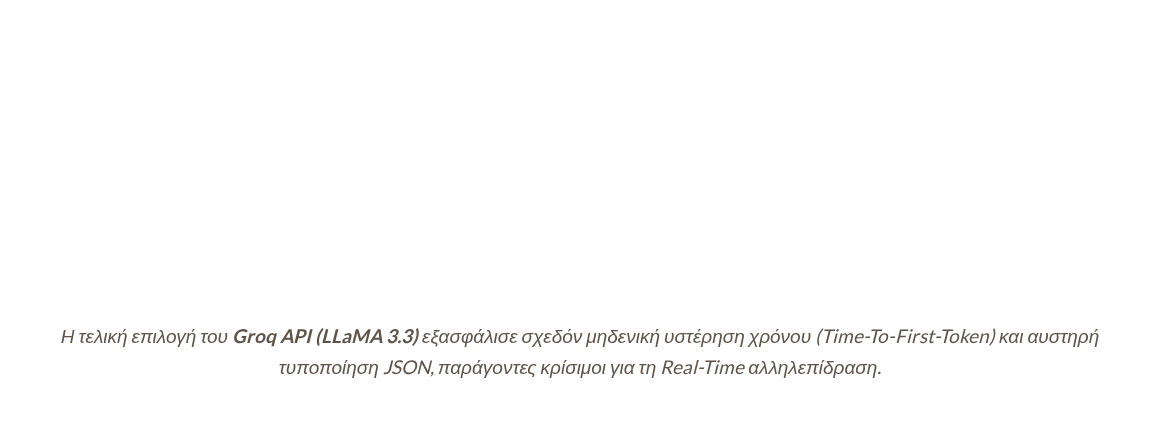 Η τελική επιλογή του Groq API (LLaMA 3.3) εξασφάλισε σχεδόν μηδενική υστέρηση χρόνου (Time-To-First-Token) και αυστηρή
τυποποίηση JSON, παράγοντες κρίσιμοι για τη Real-Time αλληλεπίδραση.